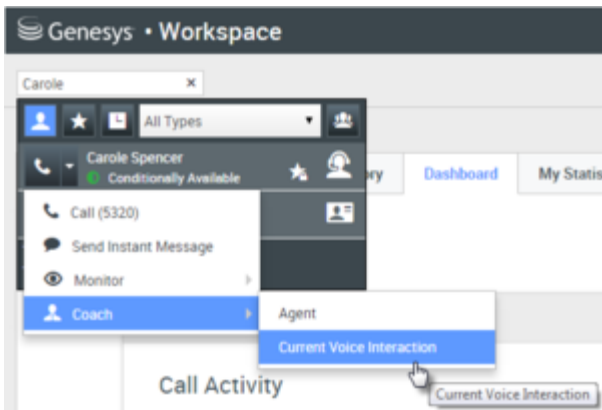 Genesys • Workspace
Carole ×
All Types
Carole Spencer
Conditionally Available
ory Dashboard My Statis
Call (5320)
Send Instant Message
Monitor
Coach
Agent
Current Voice Interaction
Current Voice Interaction
Call Activity